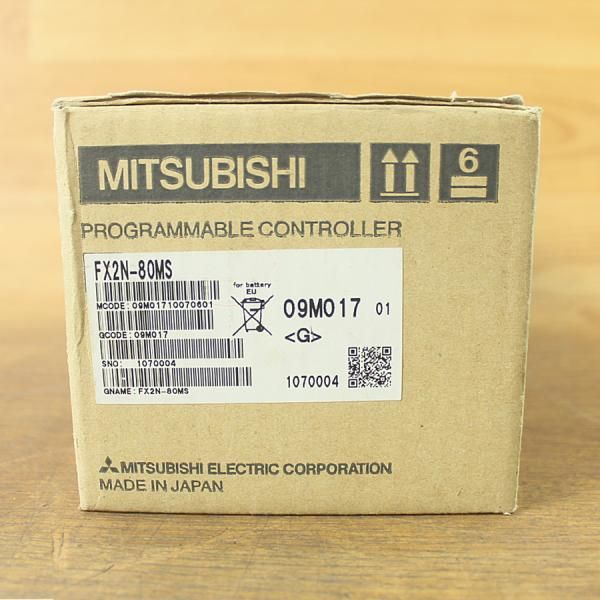 MITSUBISHI
6
PROGRAMMABLE CONTROLLER
FX2N-80MS
for battery
EU
MCODE: 09M01710070601
09M017 01
QCODE: 09M017
<G>
SNO: 1070004
1070004
GNAME: FX2N-80MS
MITSUBISHI ELECTRIC CORPORATION
MADE IN JAPAN